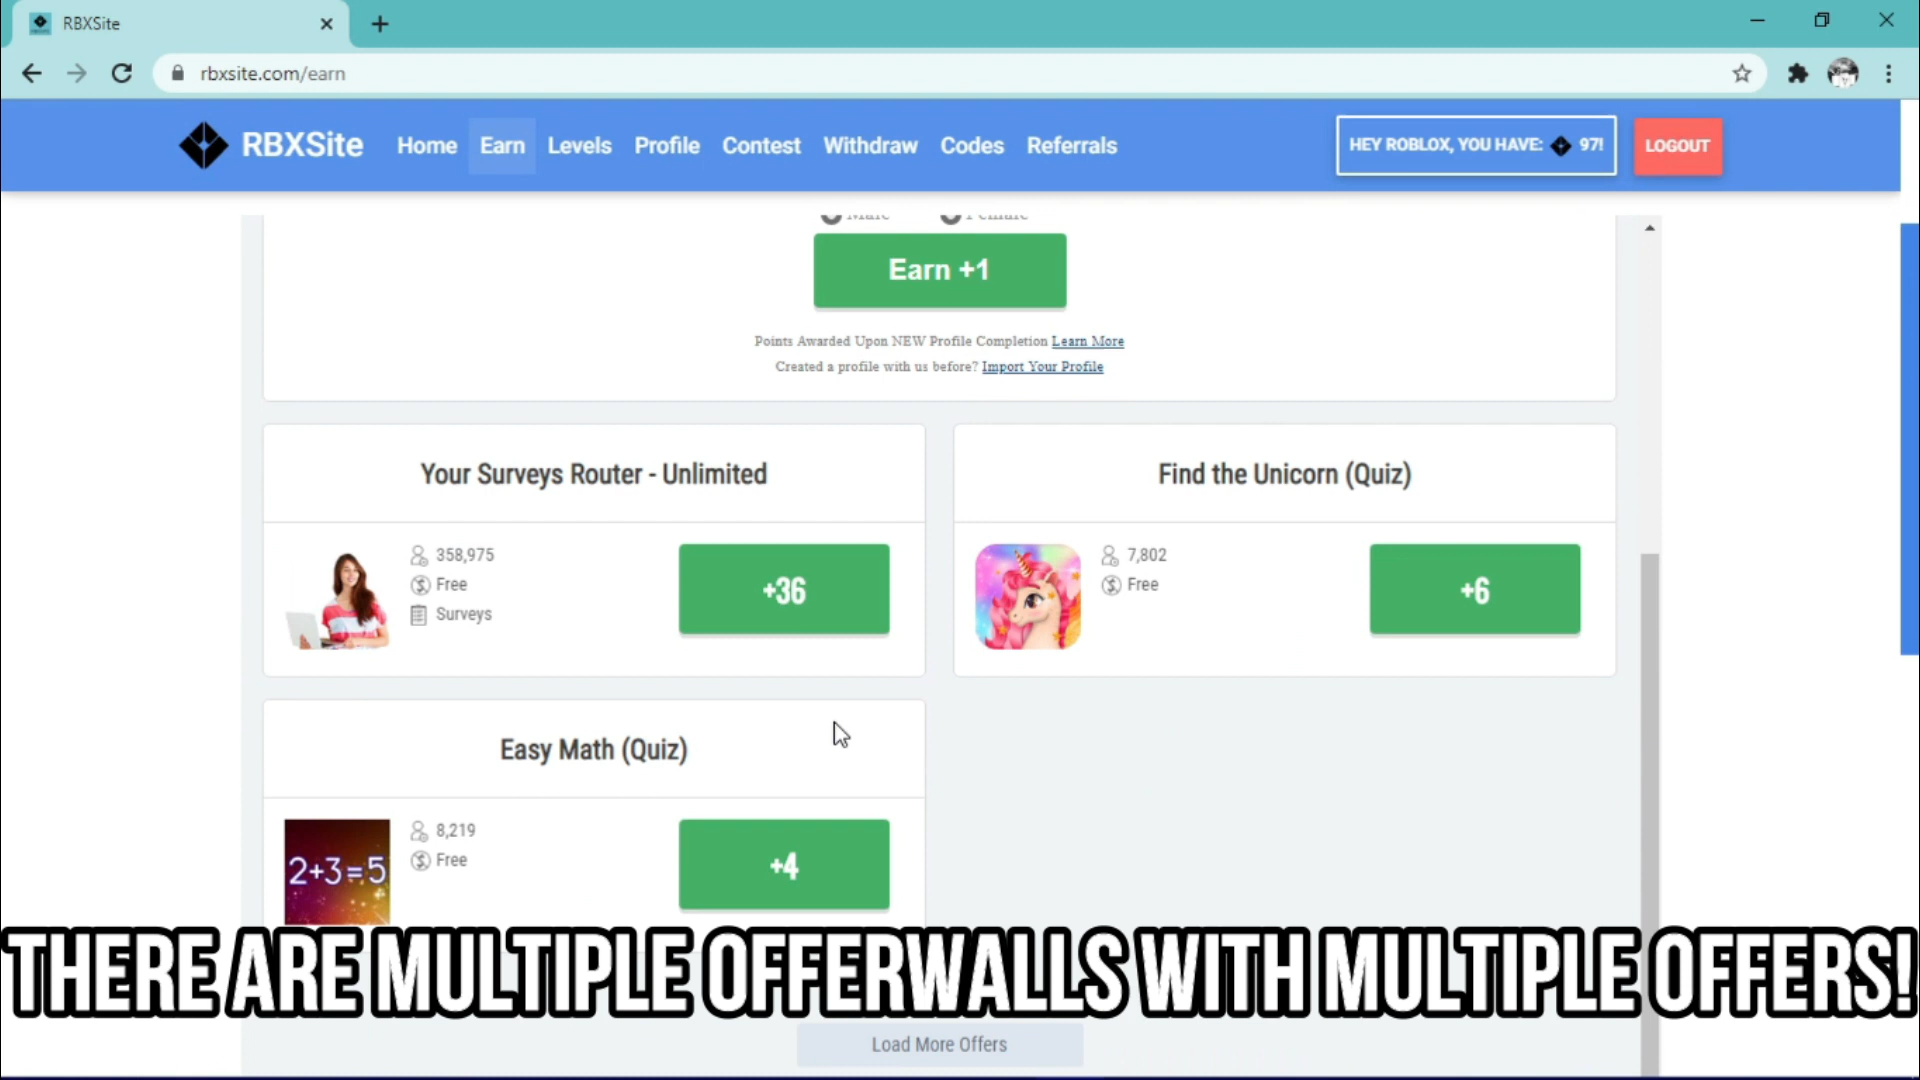 RBXSite
rbxsite.com/earn
RBXSite
Home
Earn
Levels
Profile
Contest
Withdraw
Codes
Referrals
HEY ROBLOX, YOU HAVE: 97!
LOGOUT
Male Female
Earn +1
Points Awarded Upon NEW Profile Completion Learn More
Created a profile with us before? Import Your Profile
Your Surveys Router - Unlimited
358,975
Free
Surveys
+36
Find the Unicorn (Quiz)
7,802
Free
+6
Easy Math (Quiz)
2+3=5
8,219
Free
+4
THERE ARE MULTIPLE OFFERWALLS WITH MULTIPLE OFFERS!
Load More Offers